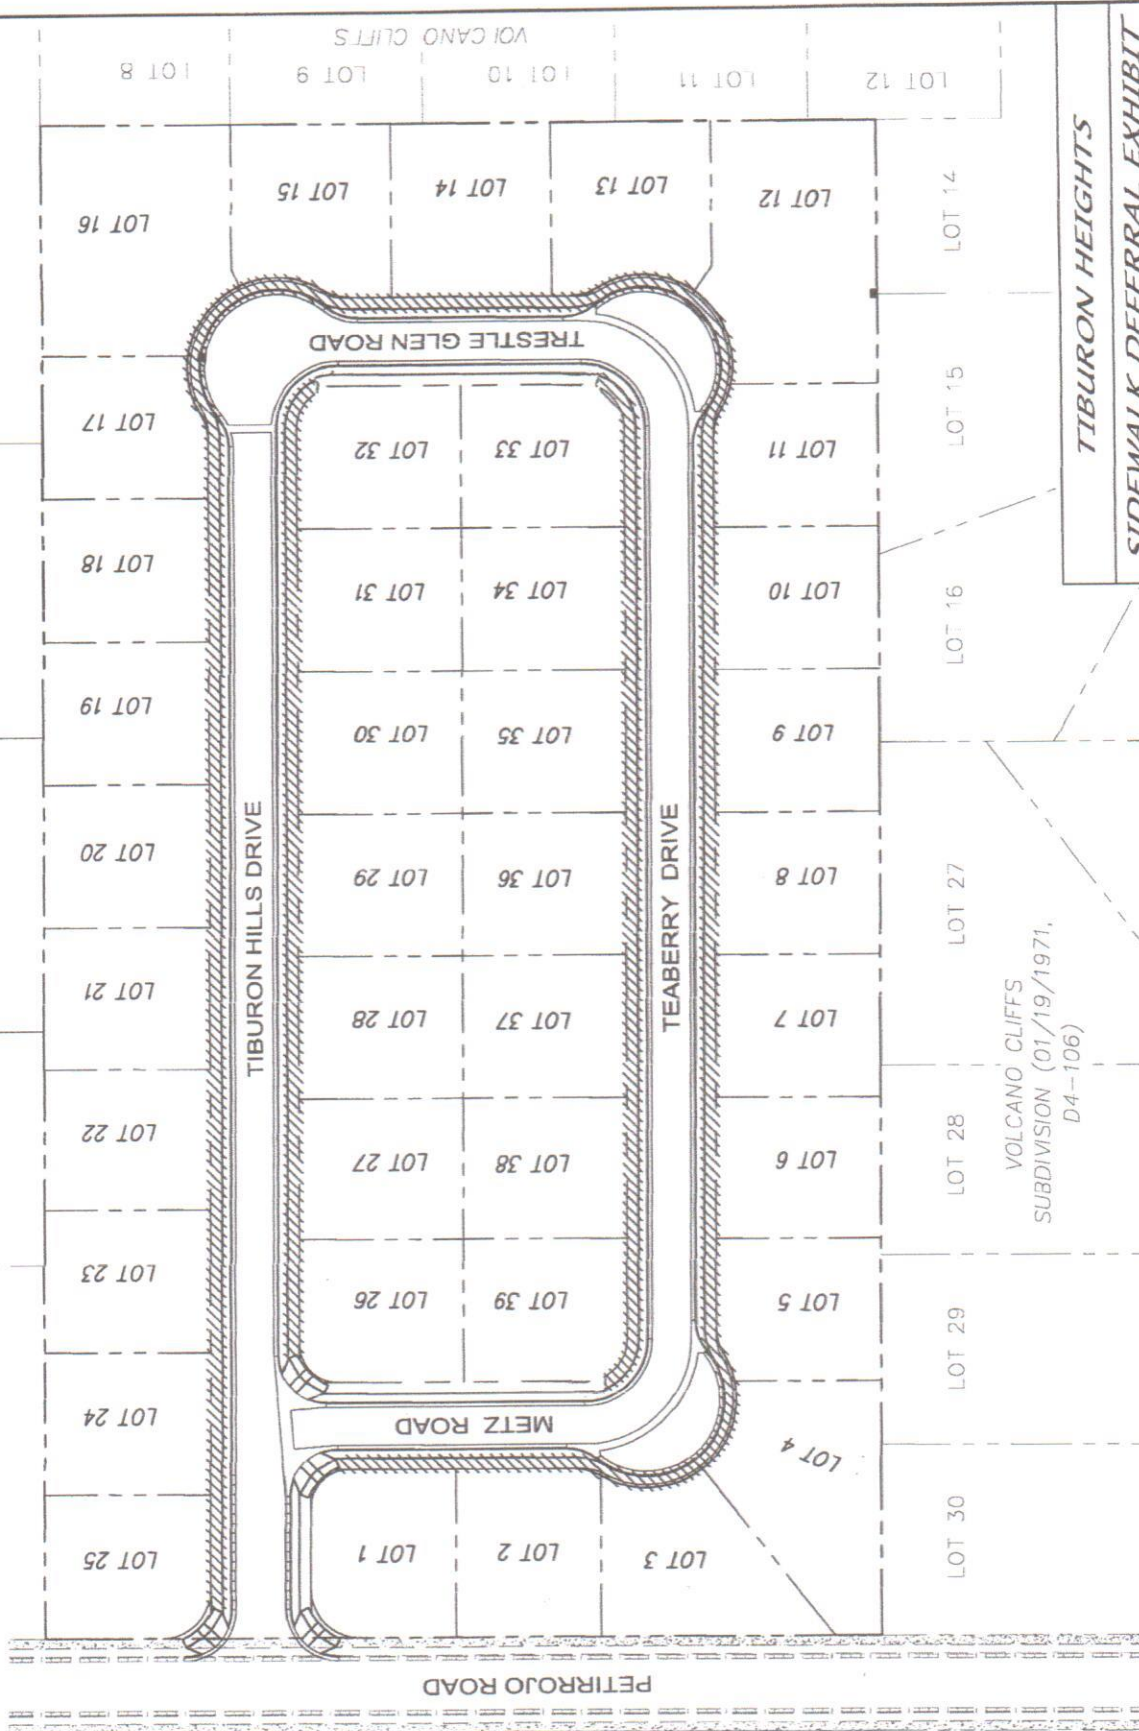 VOLCANO CLIFFS
LOT 8
LOT 9
LOT 10
LOT 11
LOT 12
LOT 16
LOT 15
LOT 14
LOT 13
LOT 12
LOT 14
TIBURON HEIGHTS
SIDEWALK DEFERRAL EXHIBIT
TRESTLE GLEN ROAD
LOT 17
LOT 32
LOT 33
LOT 11
LOT 15
LOT 18
LOT 31
LOT 34
LOT 10
LOT 16
LOT 19
LOT 30
LOT 35
LOT 9
TIBURON HILLS DRIVE
TEABERRY DRIVE
LOT 20
LOT 29
LOT 36
LOT 8
LOT 27
LOT 21
LOT 28
LOT 37
LOT 7
VOLCANO CLIFFS
SUBDIVISION (01/19/1971,
D4-106)
LOT 22
LOT 27
LOT 38
LOT 6
LOT 28
LOT 23
LOT 26
LOT 39
LOT 5
LOT 29
LOT 24
METZ ROAD
LOT 4
LOT 25
LOT 1
LOT 2
LOT 3
LOT 30
PETIRROJO ROAD